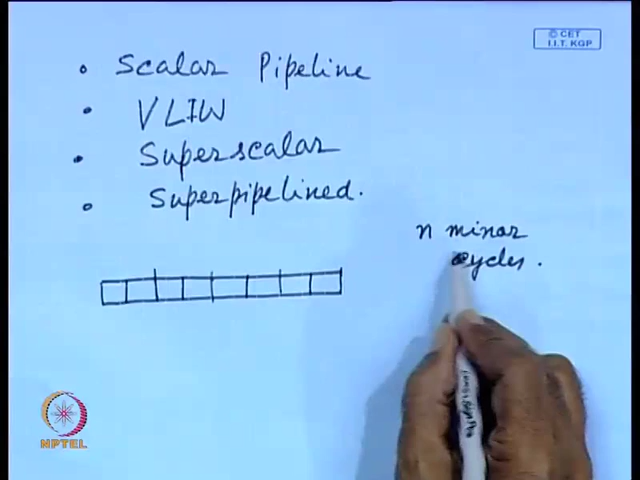 © CET
I.I.T. KGP
• Scalar Pipeline
• VLIW
• Superscalar
• Superpipelined.
n minor
cycles.
NPTEL